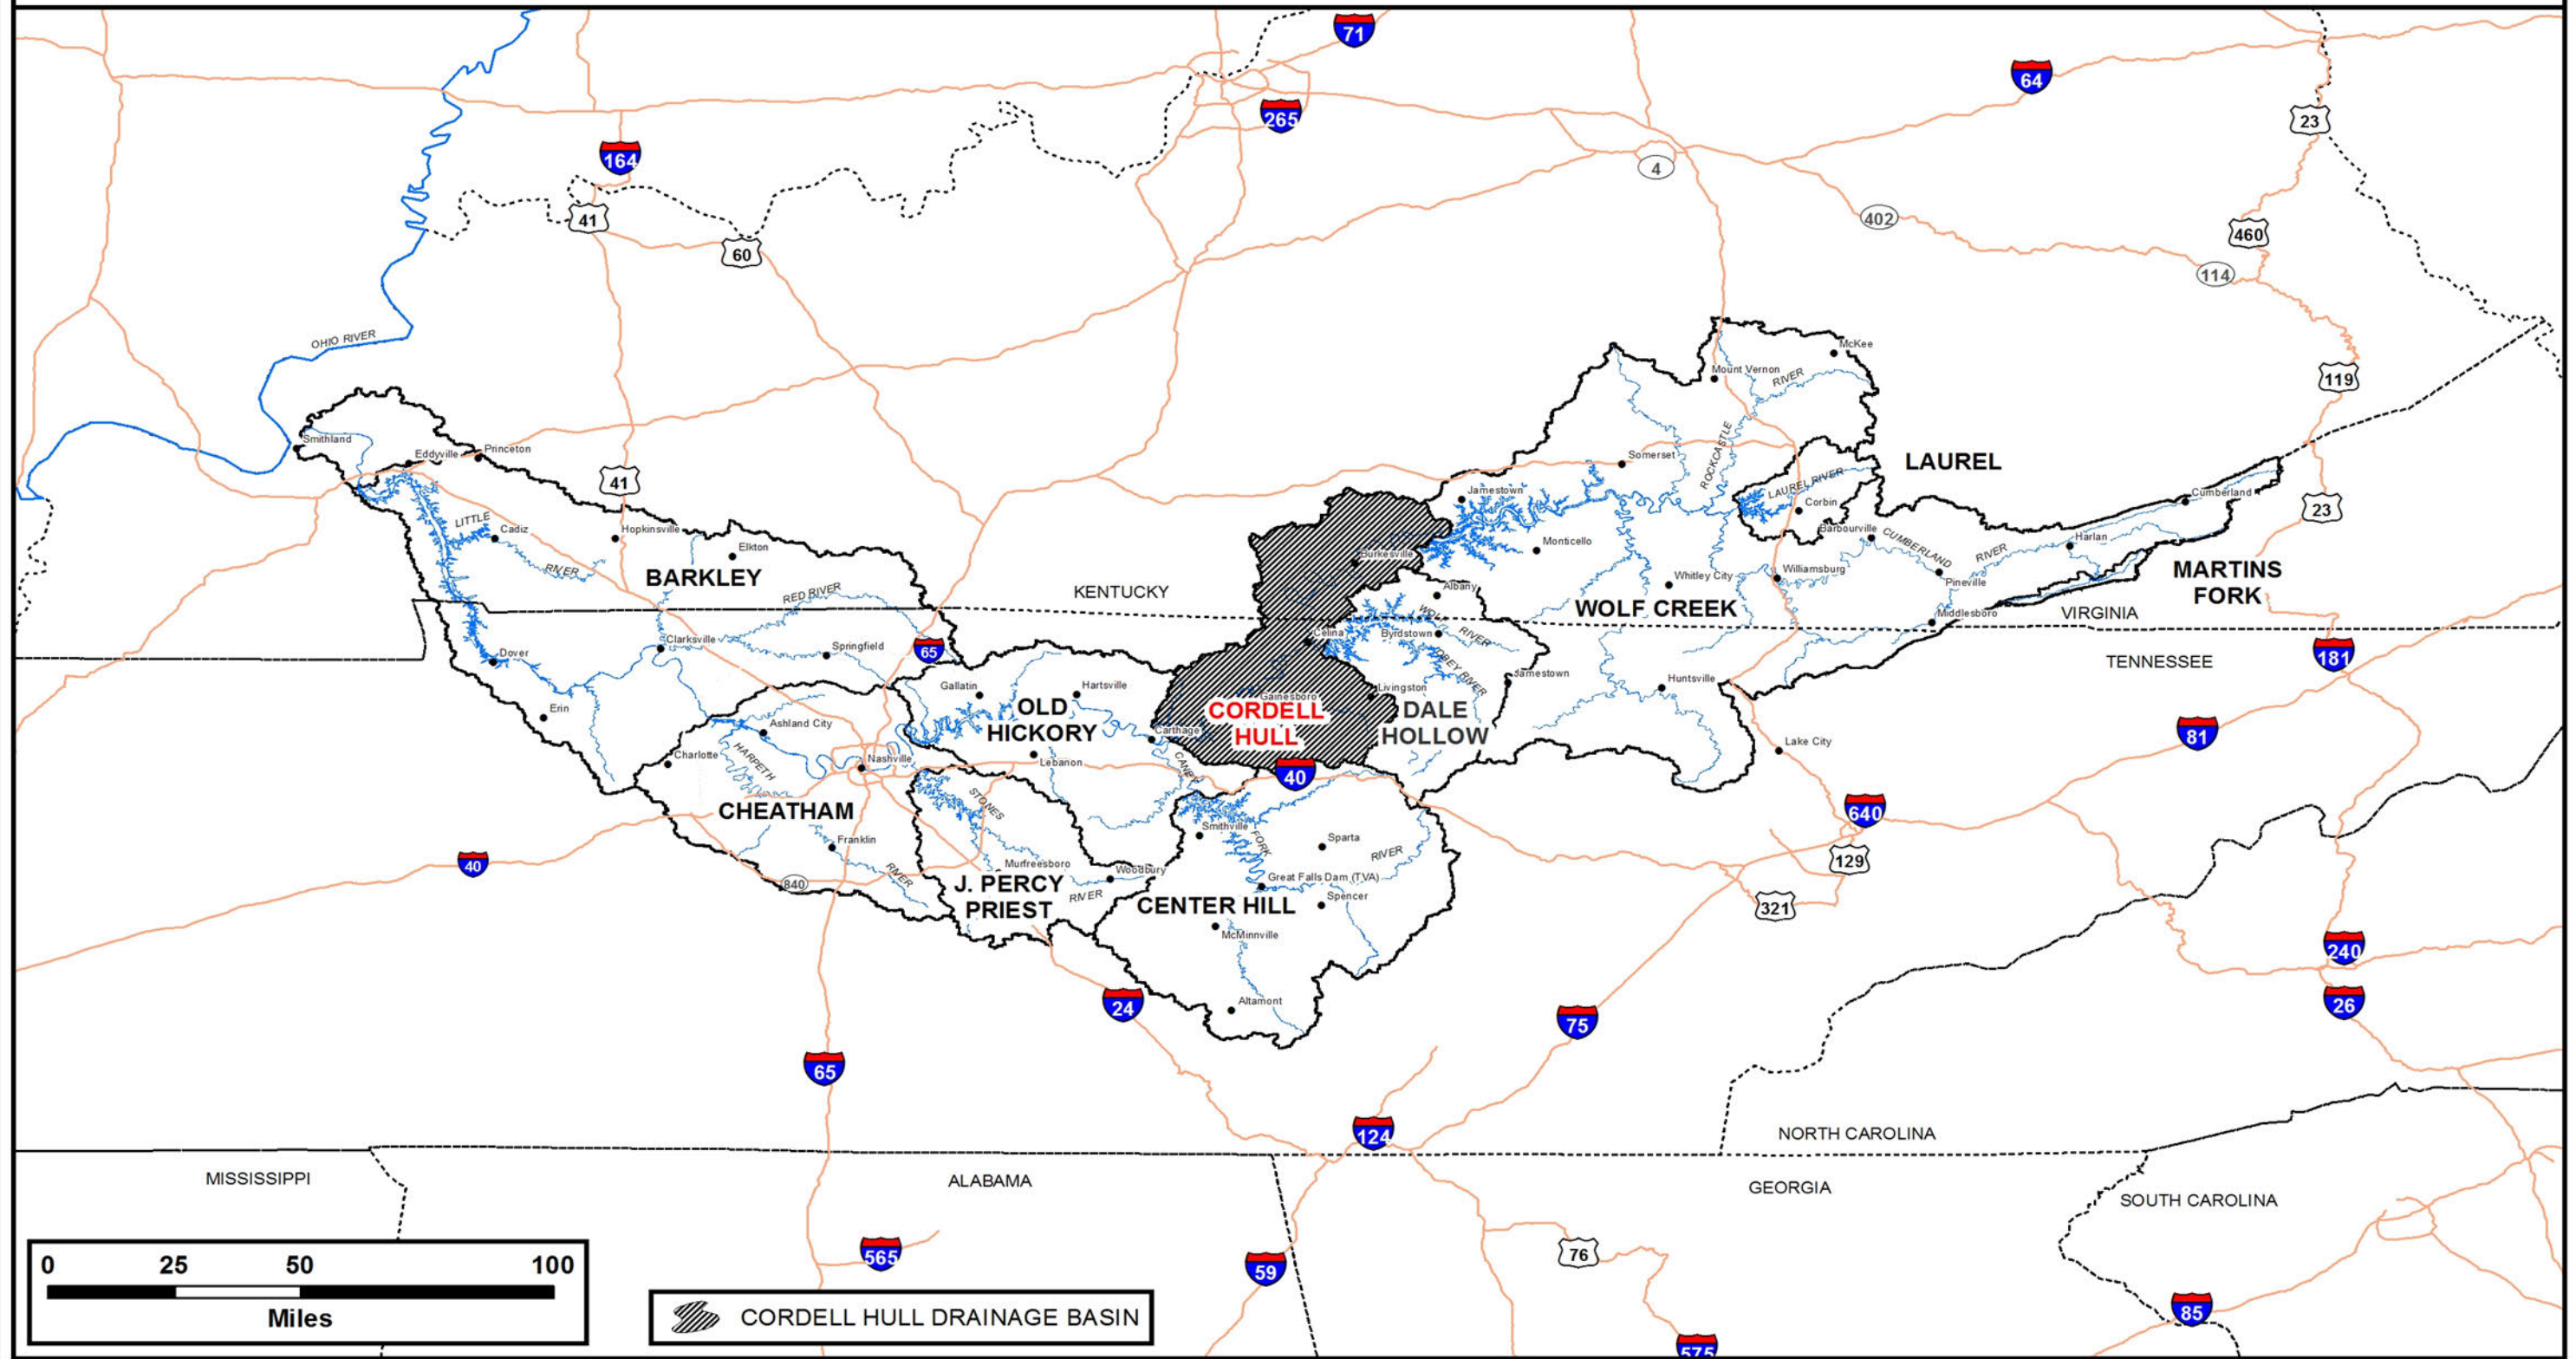 71
64
265
23
164
4
41
402
60
460
114
OHIO RIVER
McKee
Mount Vernon
RIVER
119
Smithland
Princeton
Eddyville
Somerset
ROCKCASTLE
LAUREL
41
Jamestown
LAUREL RIVER
Cumberland
Corbin
23
LITTLE
Cadiz
Hopkinsville
Barbourville
CUMBERLAND
Harlan
Elkton
Burkesville
Monticello
RIVER
RIVER
Williamsburg
Whitley City
Pineville
MARTINS
FORK
BARKLEY
RED RIVER
KENTUCKY
Albany
WOLF CREEK
VIRGINIA
WOLF
RIVER
Middlesboro
Clarksville
Celina
Byrdstown
Springfield
65
Dover
OBEY RIVER
TENNESSEE
181
Gallatin
Hartsville
Livingston
Jamestown
Huntsville
Gainesboro
Erin
OLD
HICKORY
CORDELL
HULL
DALE
HOLLOW
Ashland City
Carthage
81
Lake City
HARPETH
Charlotte
Nashville
Lebanon
CANEY
40
CHEATHAM
STONES
640
Smithville
FORK
Sparta
Franklin
RIVER
40
129
Murfreesboro
Woodbury
RIVER
840
J. PERCY
PRIEST
RIVER
Great Falls Dam (TVA)
Spencer
CENTER HILL
321
McMinnville
240
Altamont
24
26
75
65
124
NORTH CAROLINA
MISSISSIPPI
ALABAMA
GEORGIA
SOUTH CAROLINA
565
76
59
0 25 50 100
Miles
CORDELL HULL DRAINAGE BASIN
85
575